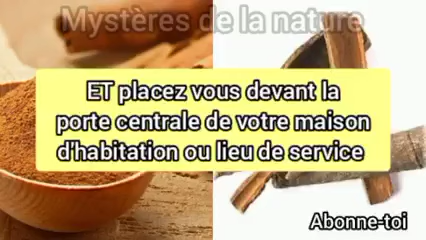 Mystères de la nature
ET placez vous devant la
porte centrale de votre maison
d'habitation ou lieu de service
Abonne-toi